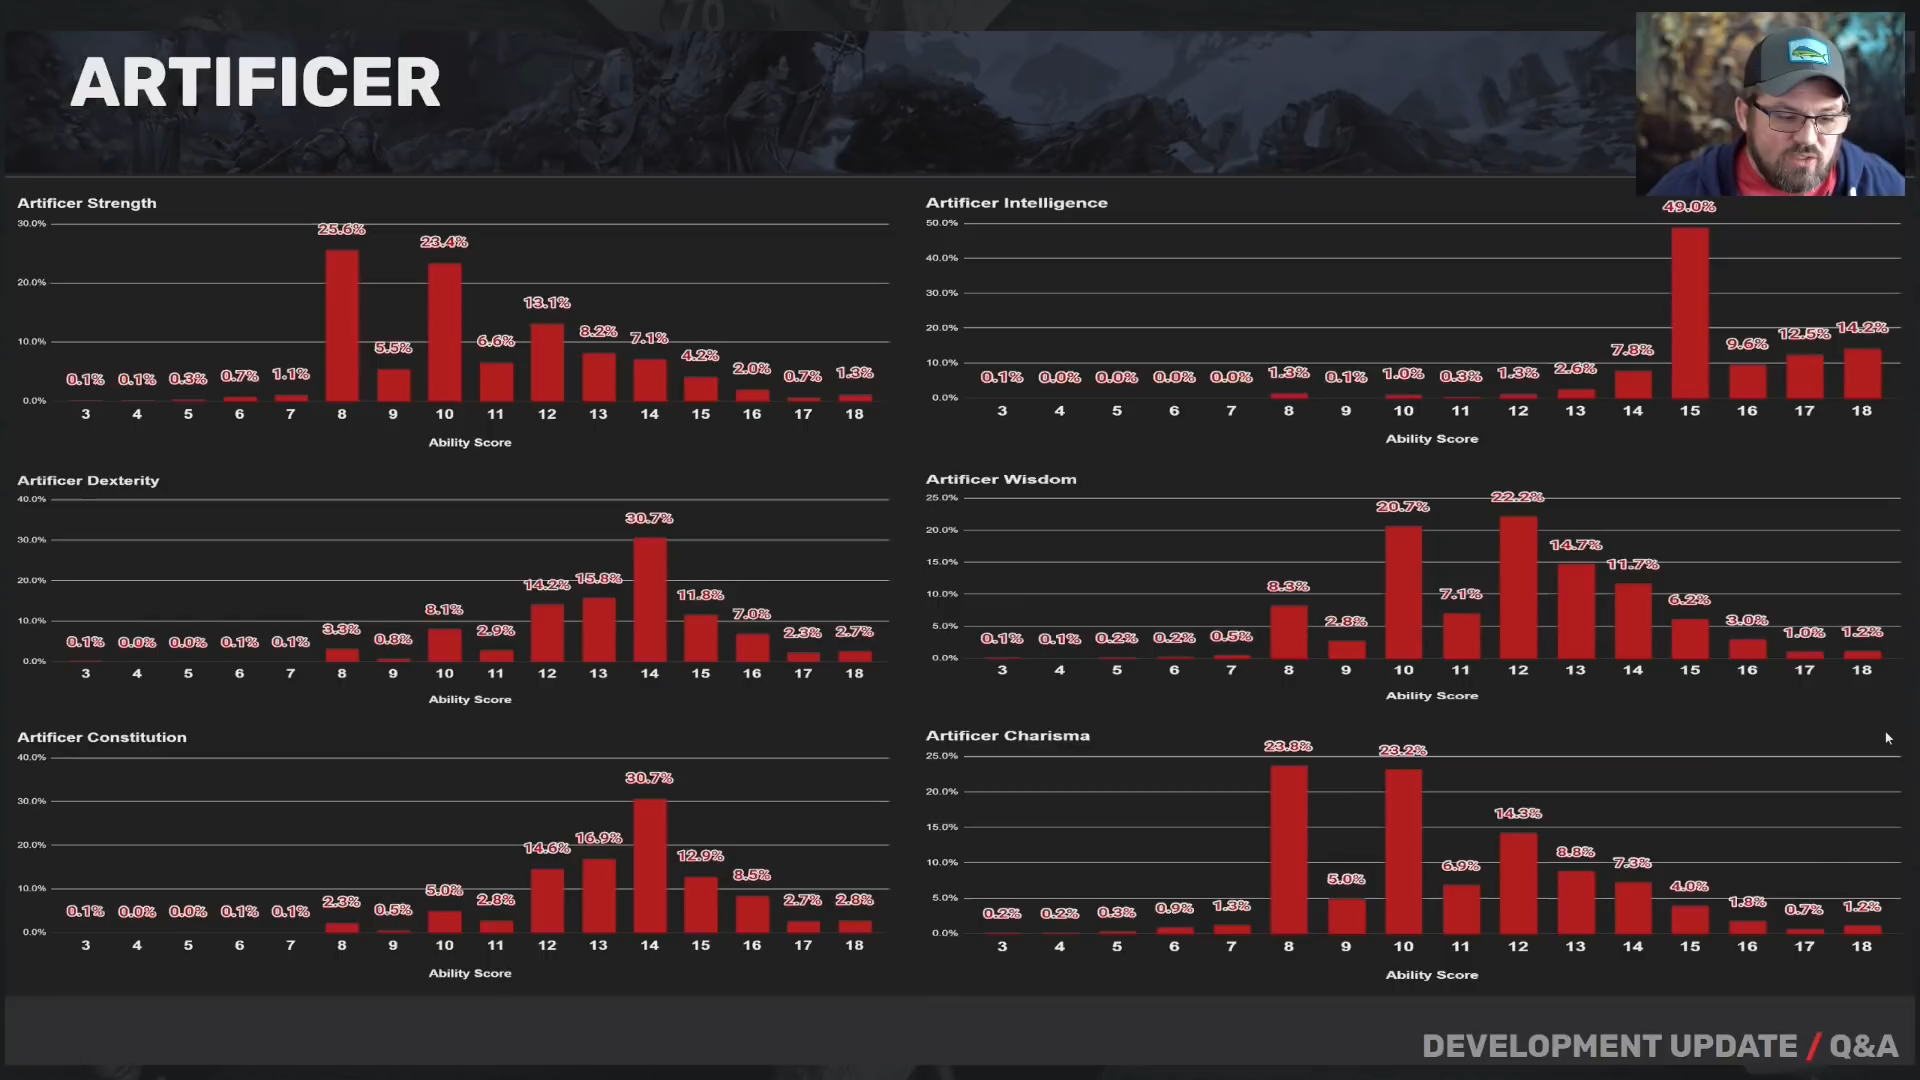 ARTIFICER
Artificer Strength
30.0%
20.0%
10.0%
0.0%
0.1% 0.1% 0.3% 0.7% 1.1% 25.6% 5.5% 23.4% 6.6% 13.1% 8.2% 7.1% 4.2% 2.0% 0.7% 1.3%
3 4 5 6 7 8 9 10 11 12 13 14 15 16 17 18
Ability Score
Artificer Dexterity
40.0%
30.0%
20.0%
10.0%
0.0%
0.1% 0.0% 0.0% 0.1% 0.1% 3.3% 0.8% 8.1% 2.9% 14.2% 15.8% 30.7% 11.8% 7.0% 2.3% 2.7%
3 4 5 6 7 8 9 10 11 12 13 14 15 16 17 18
Ability Score
Artificer Constitution
40.0%
30.0%
20.0%
10.0%
0.0%
0.1% 0.0% 0.0% 0.1% 0.1% 2.3% 0.5% 5.0% 2.8% 14.6% 16.9% 30.7% 12.9% 8.5% 2.7% 2.8%
3 4 5 6 7 8 9 10 11 12 13 14 15 16 17 18
Ability Score
Artificer Intelligence
50.0%
40.0%
30.0%
20.0%
10.0%
0.0%
0.1% 0.0% 0.0% 0.0% 0.0% 1.3% 0.1% 1.0% 0.3% 1.3% 2.6% 7.8% 49.0% 9.6% 12.5% 14.2%
3 4 5 6 7 8 9 10 11 12 13 14 15 16 17 18
Ability Score
Artificer Wisdom
25.0%
20.0%
15.0%
10.0%
5.0%
0.0%
0.1% 0.1% 0.2% 0.2% 0.5% 8.3% 2.8% 20.7% 7.1% 22.2% 14.7% 11.7% 6.2% 3.0% 1.0% 1.2%
3 4 5 6 7 8 9 10 11 12 13 14 15 16 17 18
Ability Score
Artificer Charisma
25.0%
20.0%
15.0%
10.0%
5.0%
0.0%
0.2% 0.2% 0.3% 0.9% 1.3% 23.8% 5.0% 23.2% 6.9% 14.3% 8.8% 7.3% 4.0% 1.8% 0.7% 1.2%
3 4 5 6 7 8 9 10 11 12 13 14 15 16 17 18
Ability Score
DEVELOPMENT UPDATE / Q&A